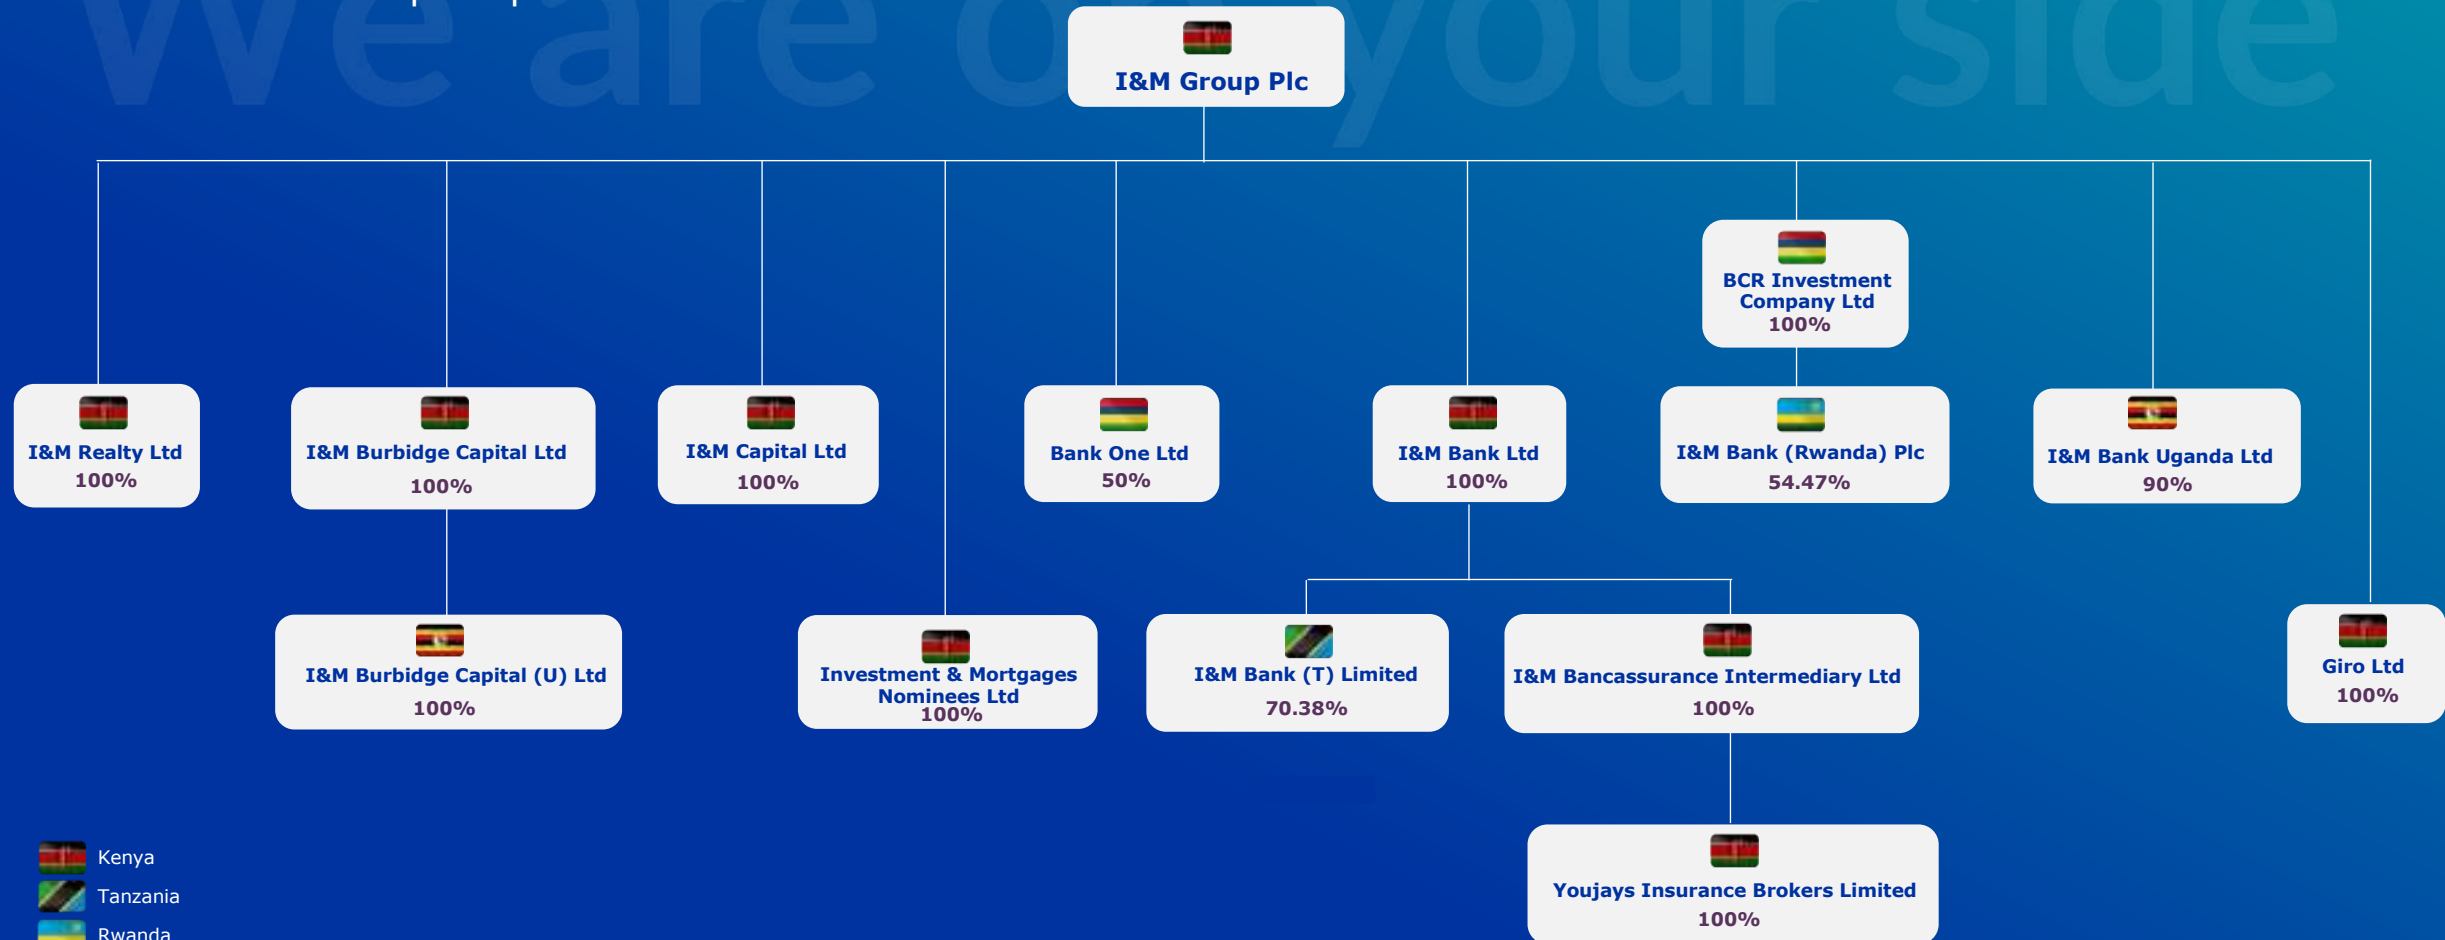 We are on your side
I&M Group Plc
BCR Investment
Company Ltd
100%
I&M Realty Ltd
100%
I&M Burbidge Capital Ltd
100%
I&M Capital Ltd
100%
Bank One Ltd
50%
I&M Bank Ltd
100%
I&M Bank (Rwanda) Plc
54.47%
I&M Bank Uganda Ltd
90%
I&M Burbidge Capital (U) Ltd
100%
Investment & Mortgages
Nominees Ltd
100%
I&M Bank (T) Limited
70.38%
I&M Bancassurance Intermediary Ltd
100%
Giro Ltd
100%
Youjays Insurance Brokers Limited
100%
Kenya
Tanzania
Rwanda